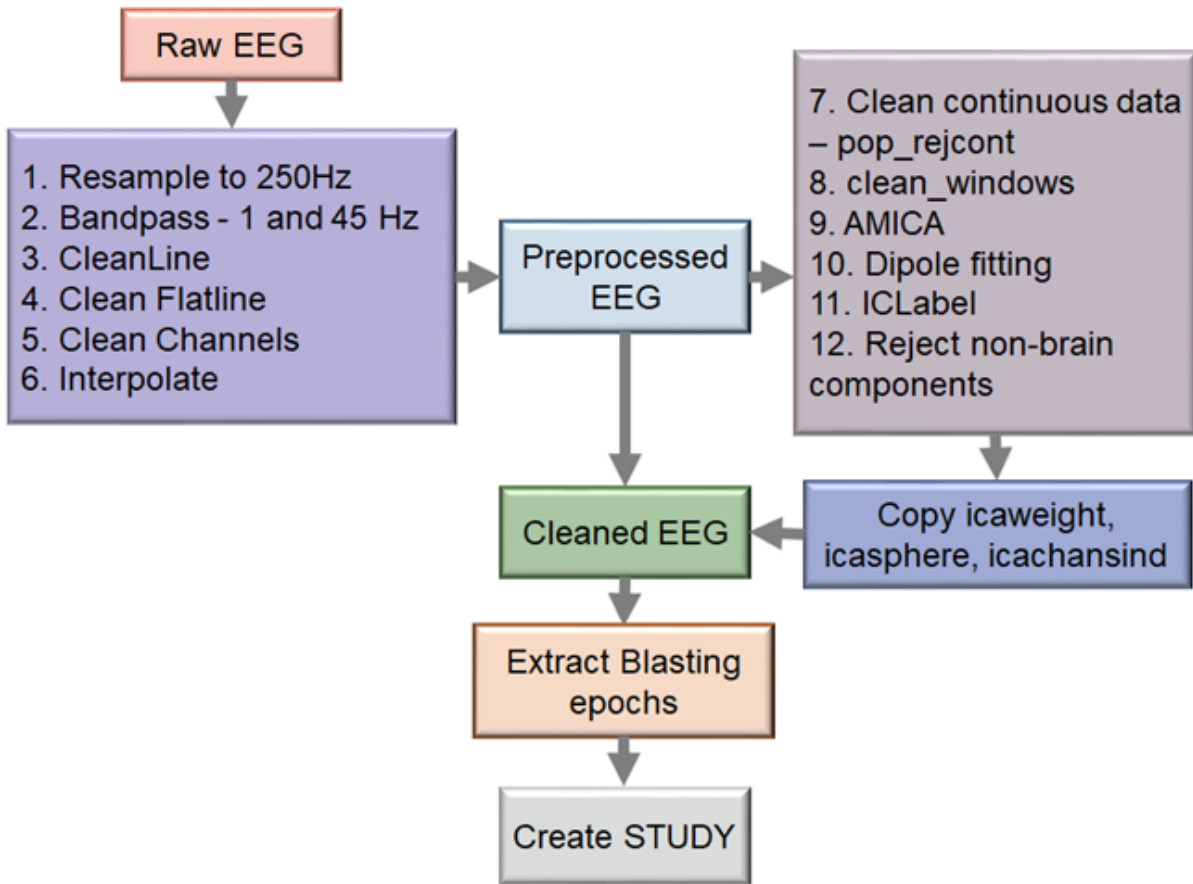 Raw EEG
1. Resample to 250Hz
2. Bandpass - 1 and 45 Hz
3. CleanLine
4. Clean Flatline
5. Clean Channels
6. Interpolate
Preprocessed
EEG
7. Clean continuous data
– pop_rejcont
8. clean_windows
9. AMICA
10. Dipole fitting
11. ICLabel
12. Reject non-brain
components
Copy icaweight,
icasphere, icachansind
Cleaned EEG
Extract Blasting
epochs
Create STUDY